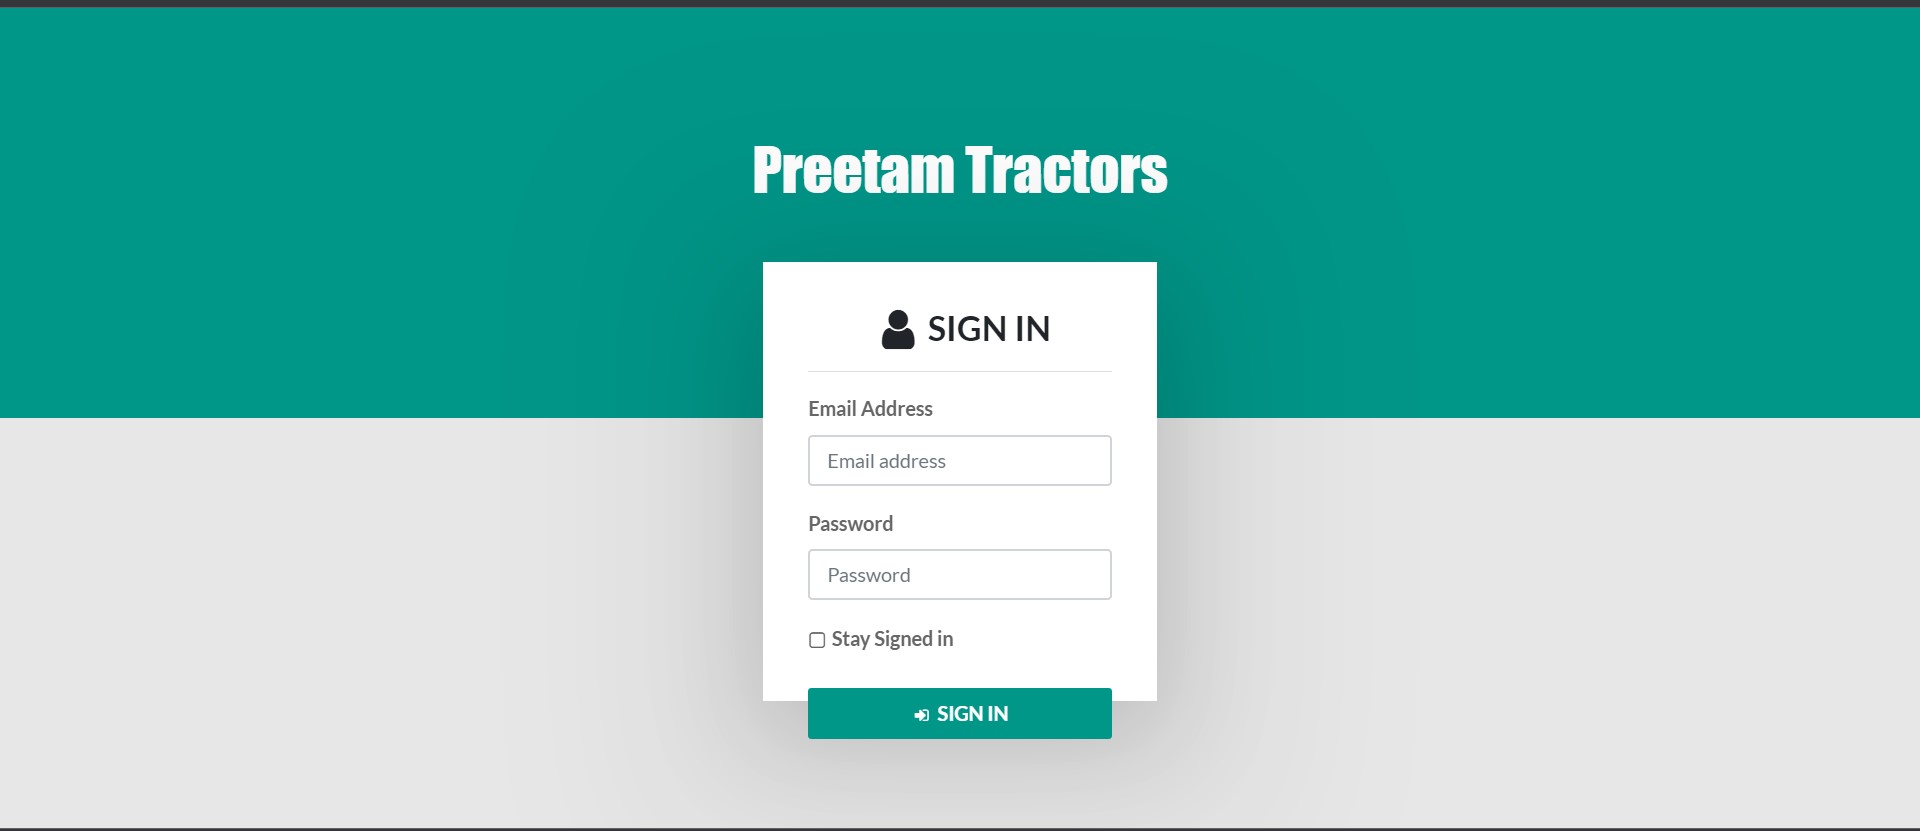 Preetam Tractors
SIGN IN
Email Address
Email address
Password
Password
Stay Signed in
SIGN IN